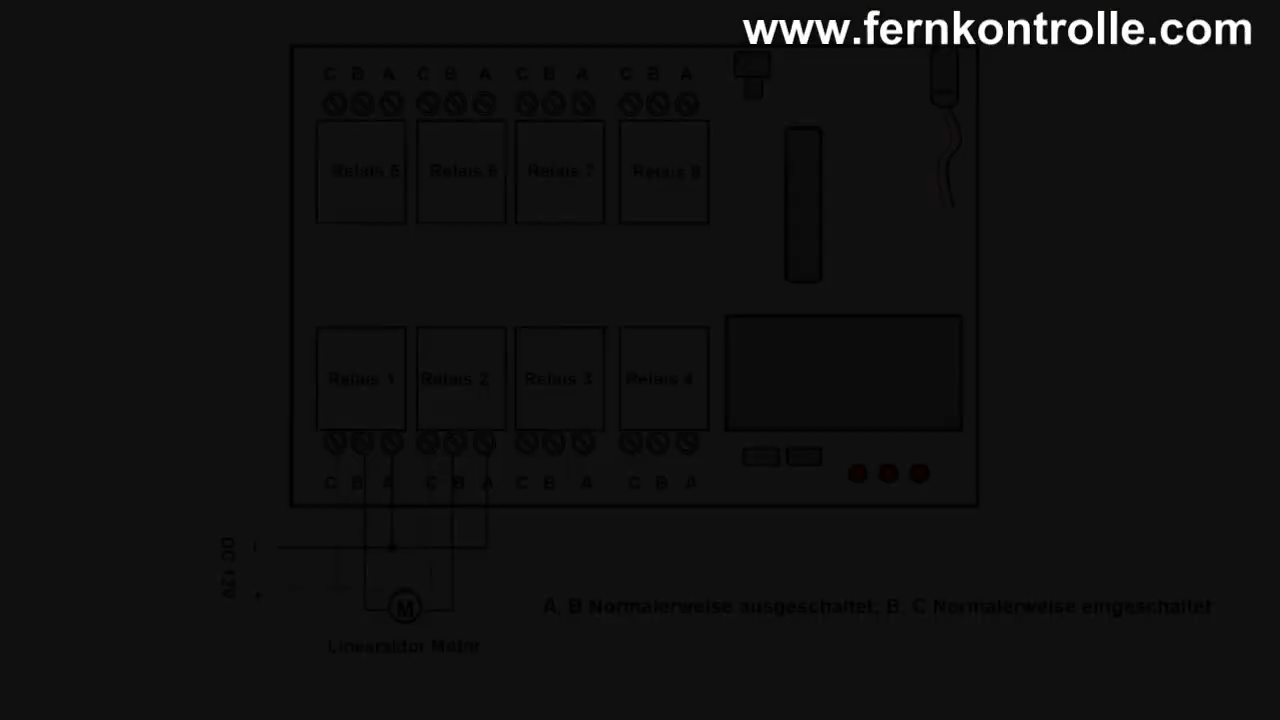 www.fernkontrolle.com
C B A C B A C B A C B A
Relais 5 Relais 6 Relais 7 Relais 8
Relais 1 Relais 2 Relais 3 Relais 4
C B A C B A C B A C B A
DC 12V
M
A, B Normalerweise ausgeschaltet; B, C Normalerweise eingeschaltet
Motor